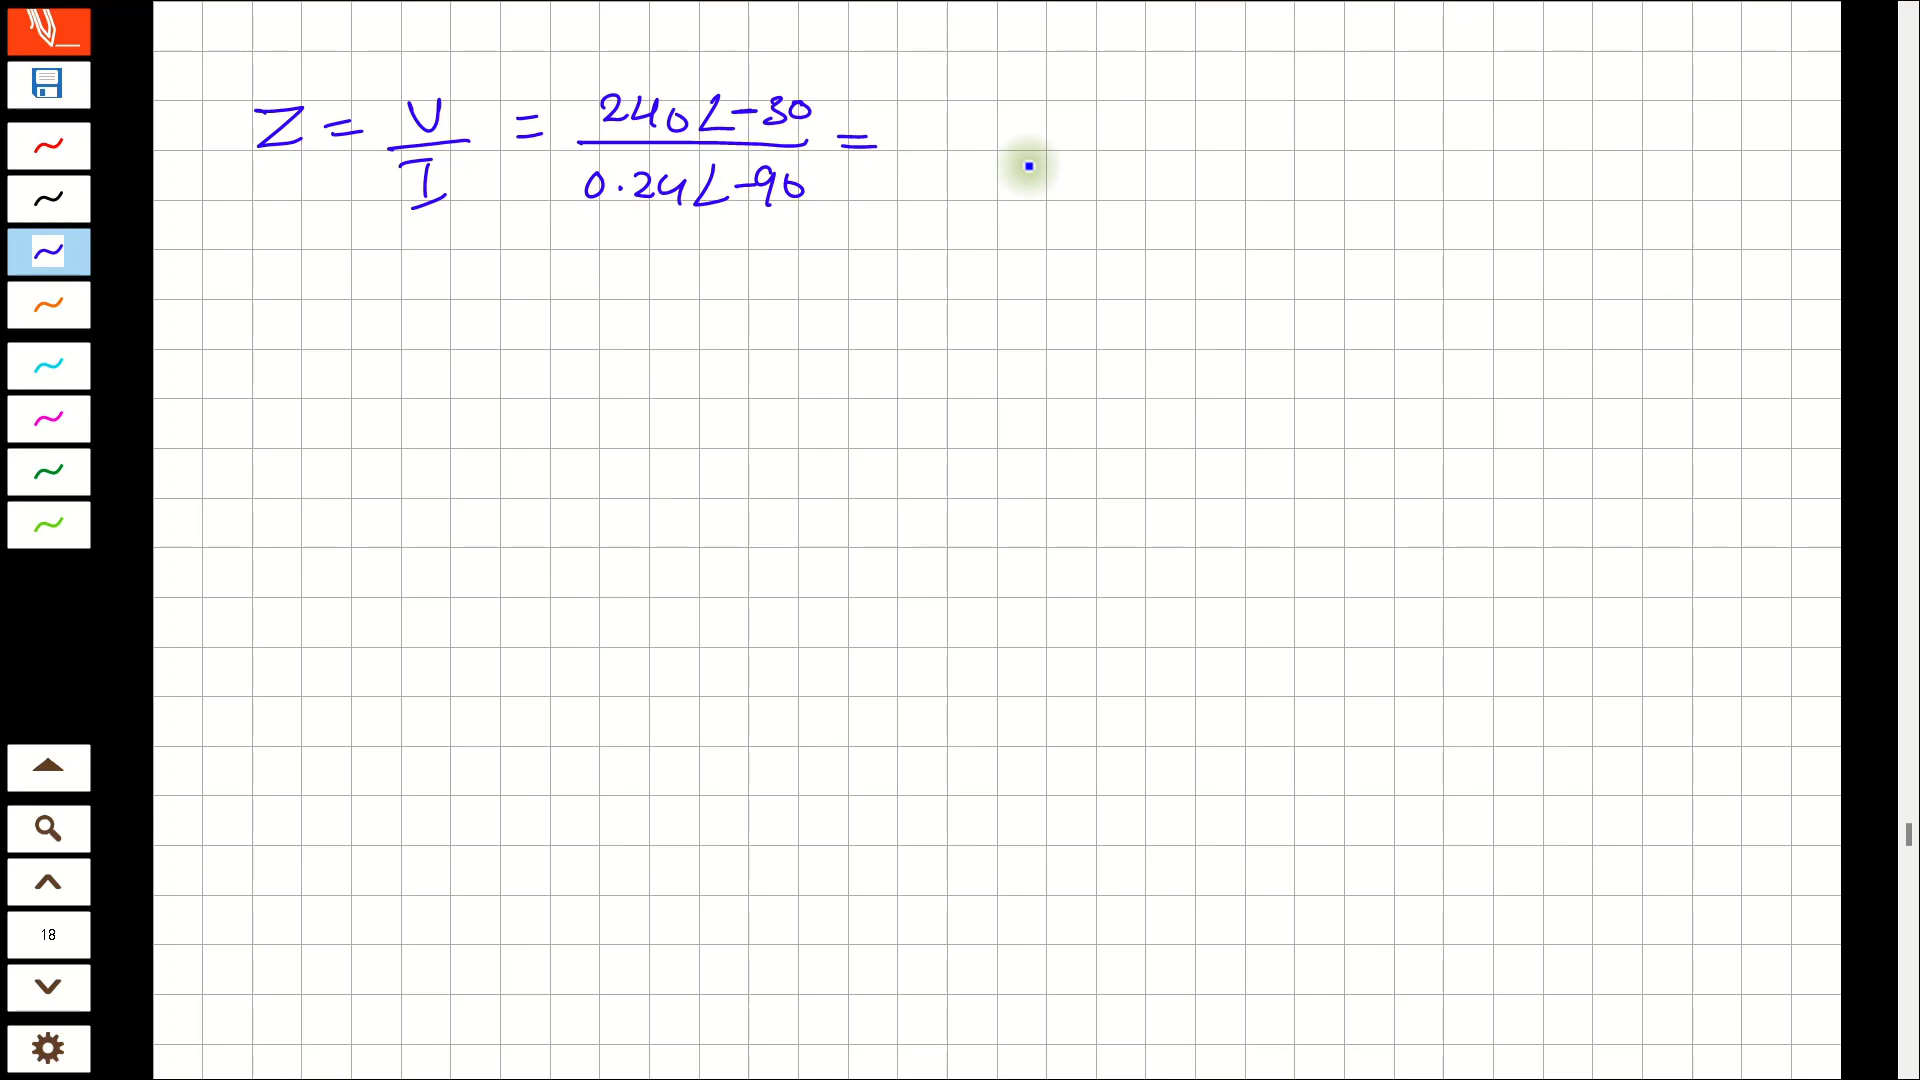 Z = V / I = 240∠-30 / 0.24∠-90 =
18